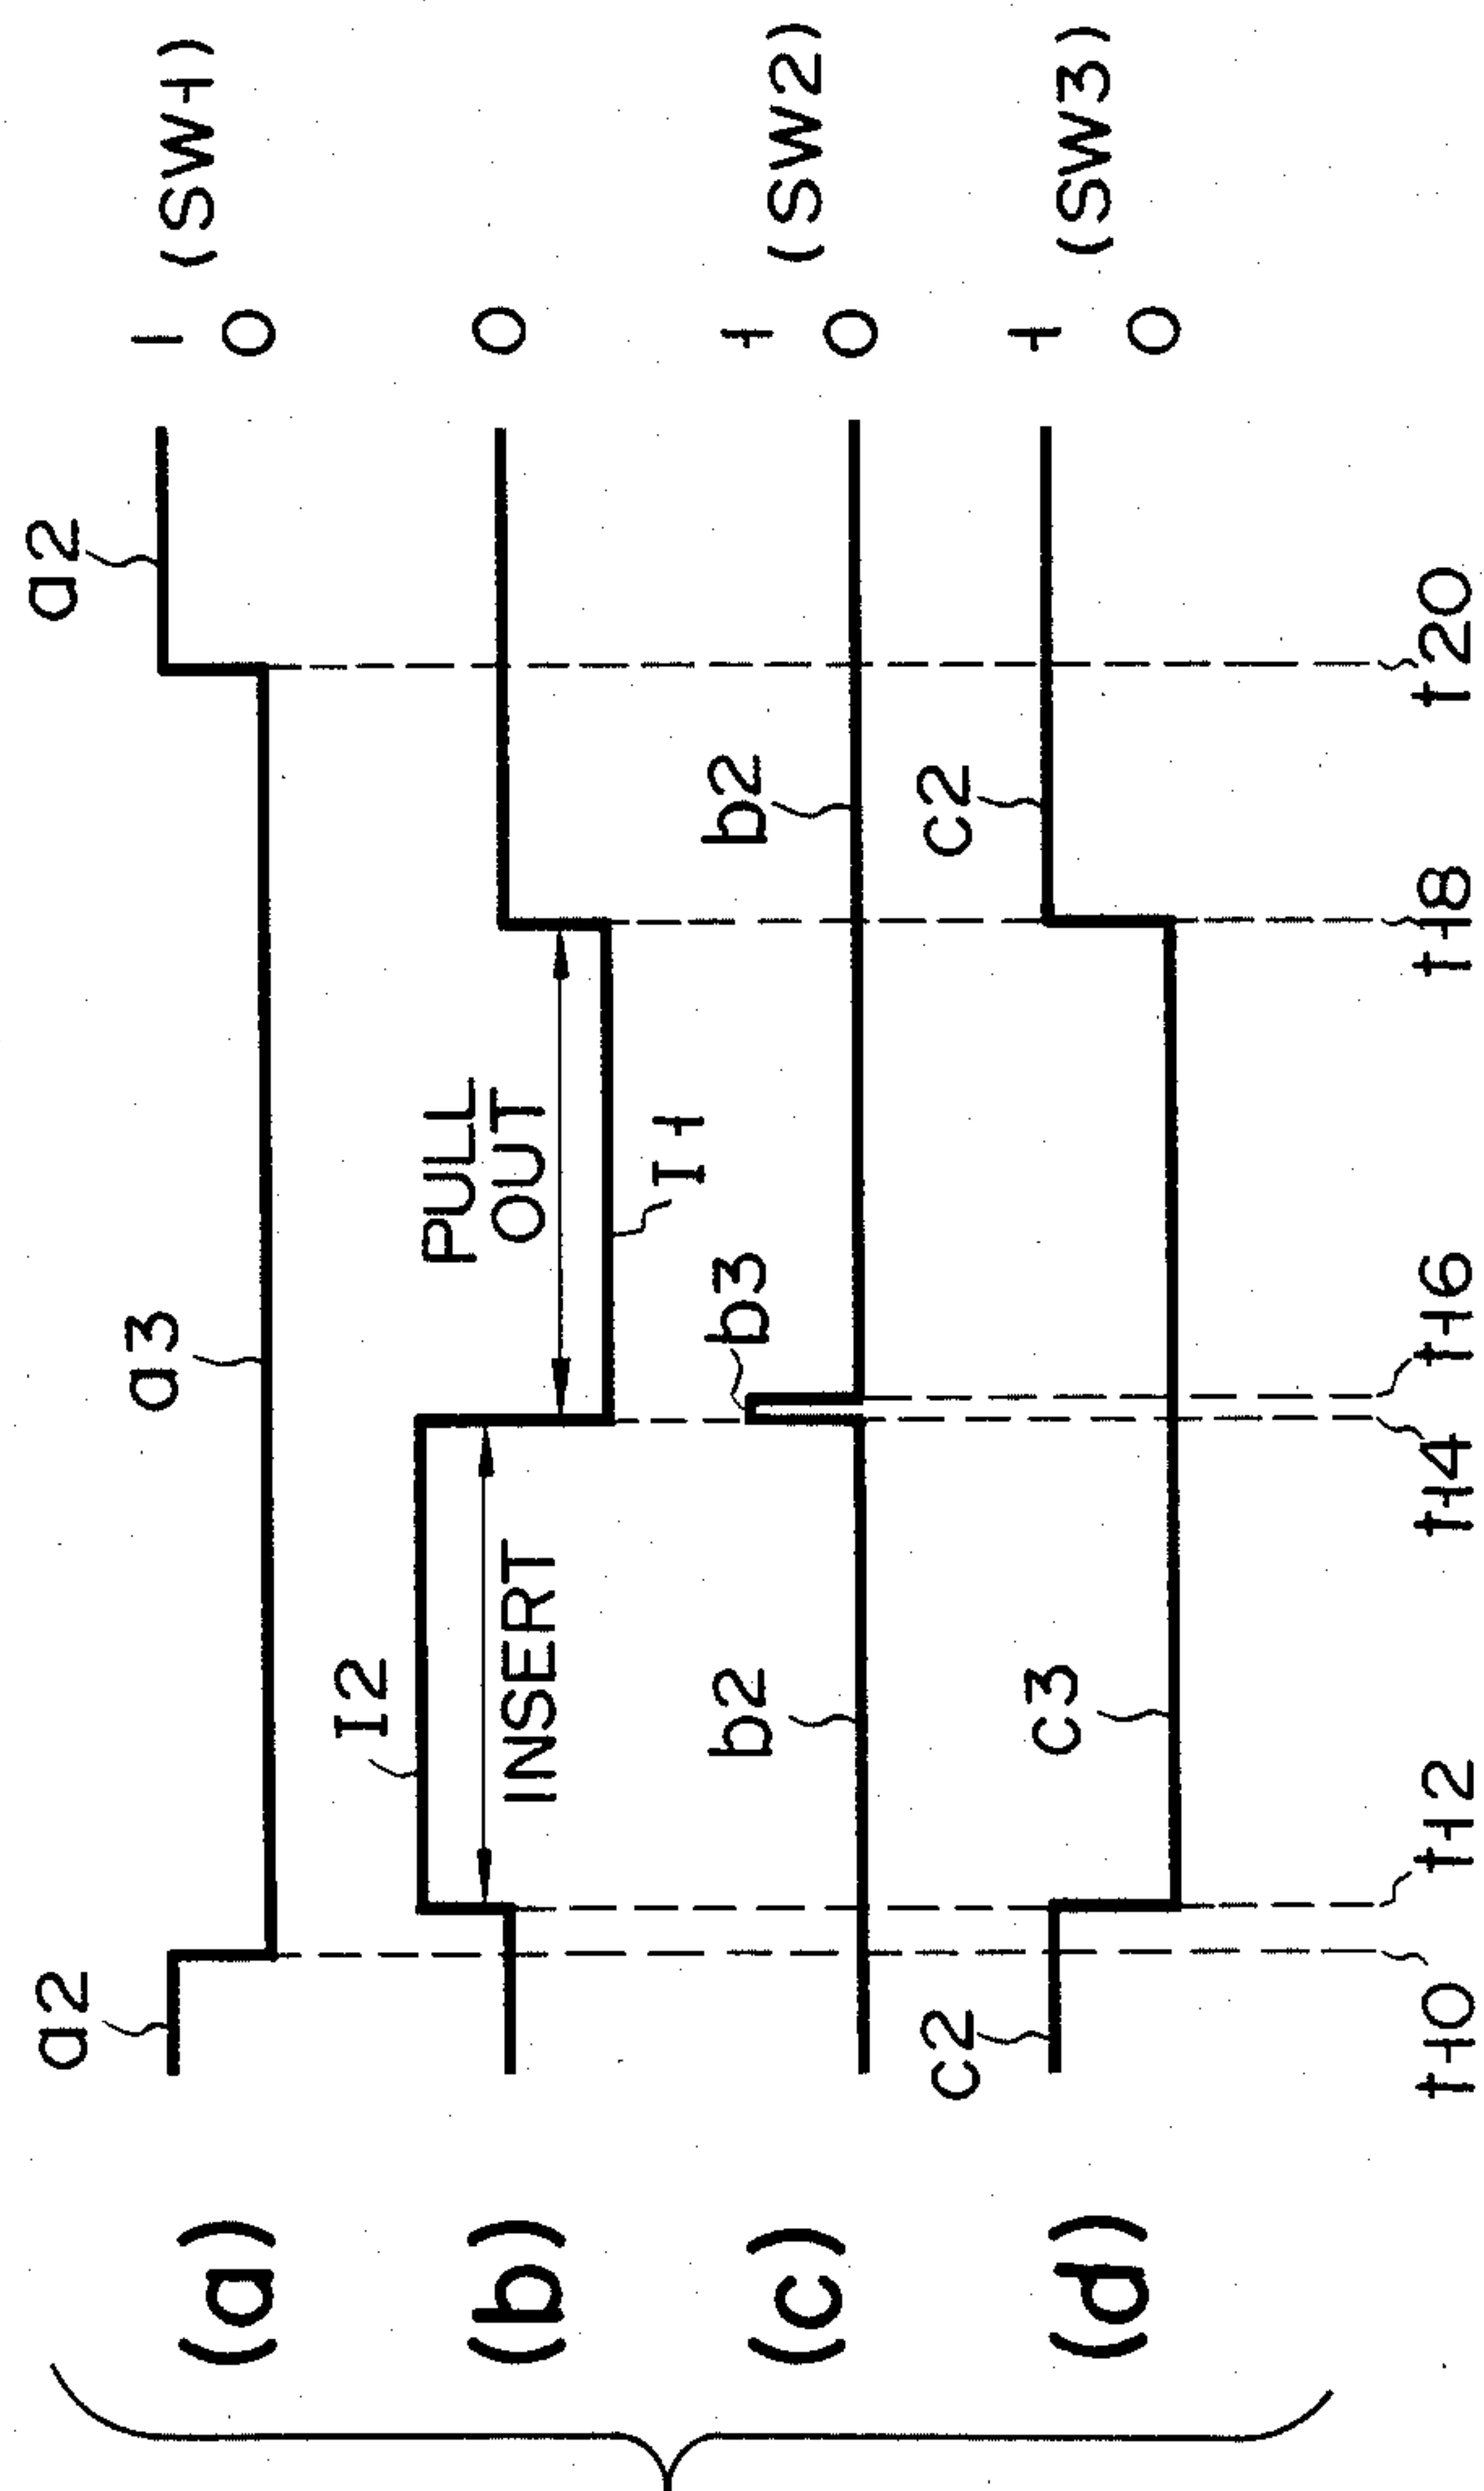 a2 a3 a2
(a) 1 (SW1)
0
I2 PULL
OUT
(b) INSERT 0
I1
b2 b3 b2 1 (SW2)
(c) 0
c2 c3 c2 1 (SW3)
(d) 0
t10 t12 t14 t16 t18 t20